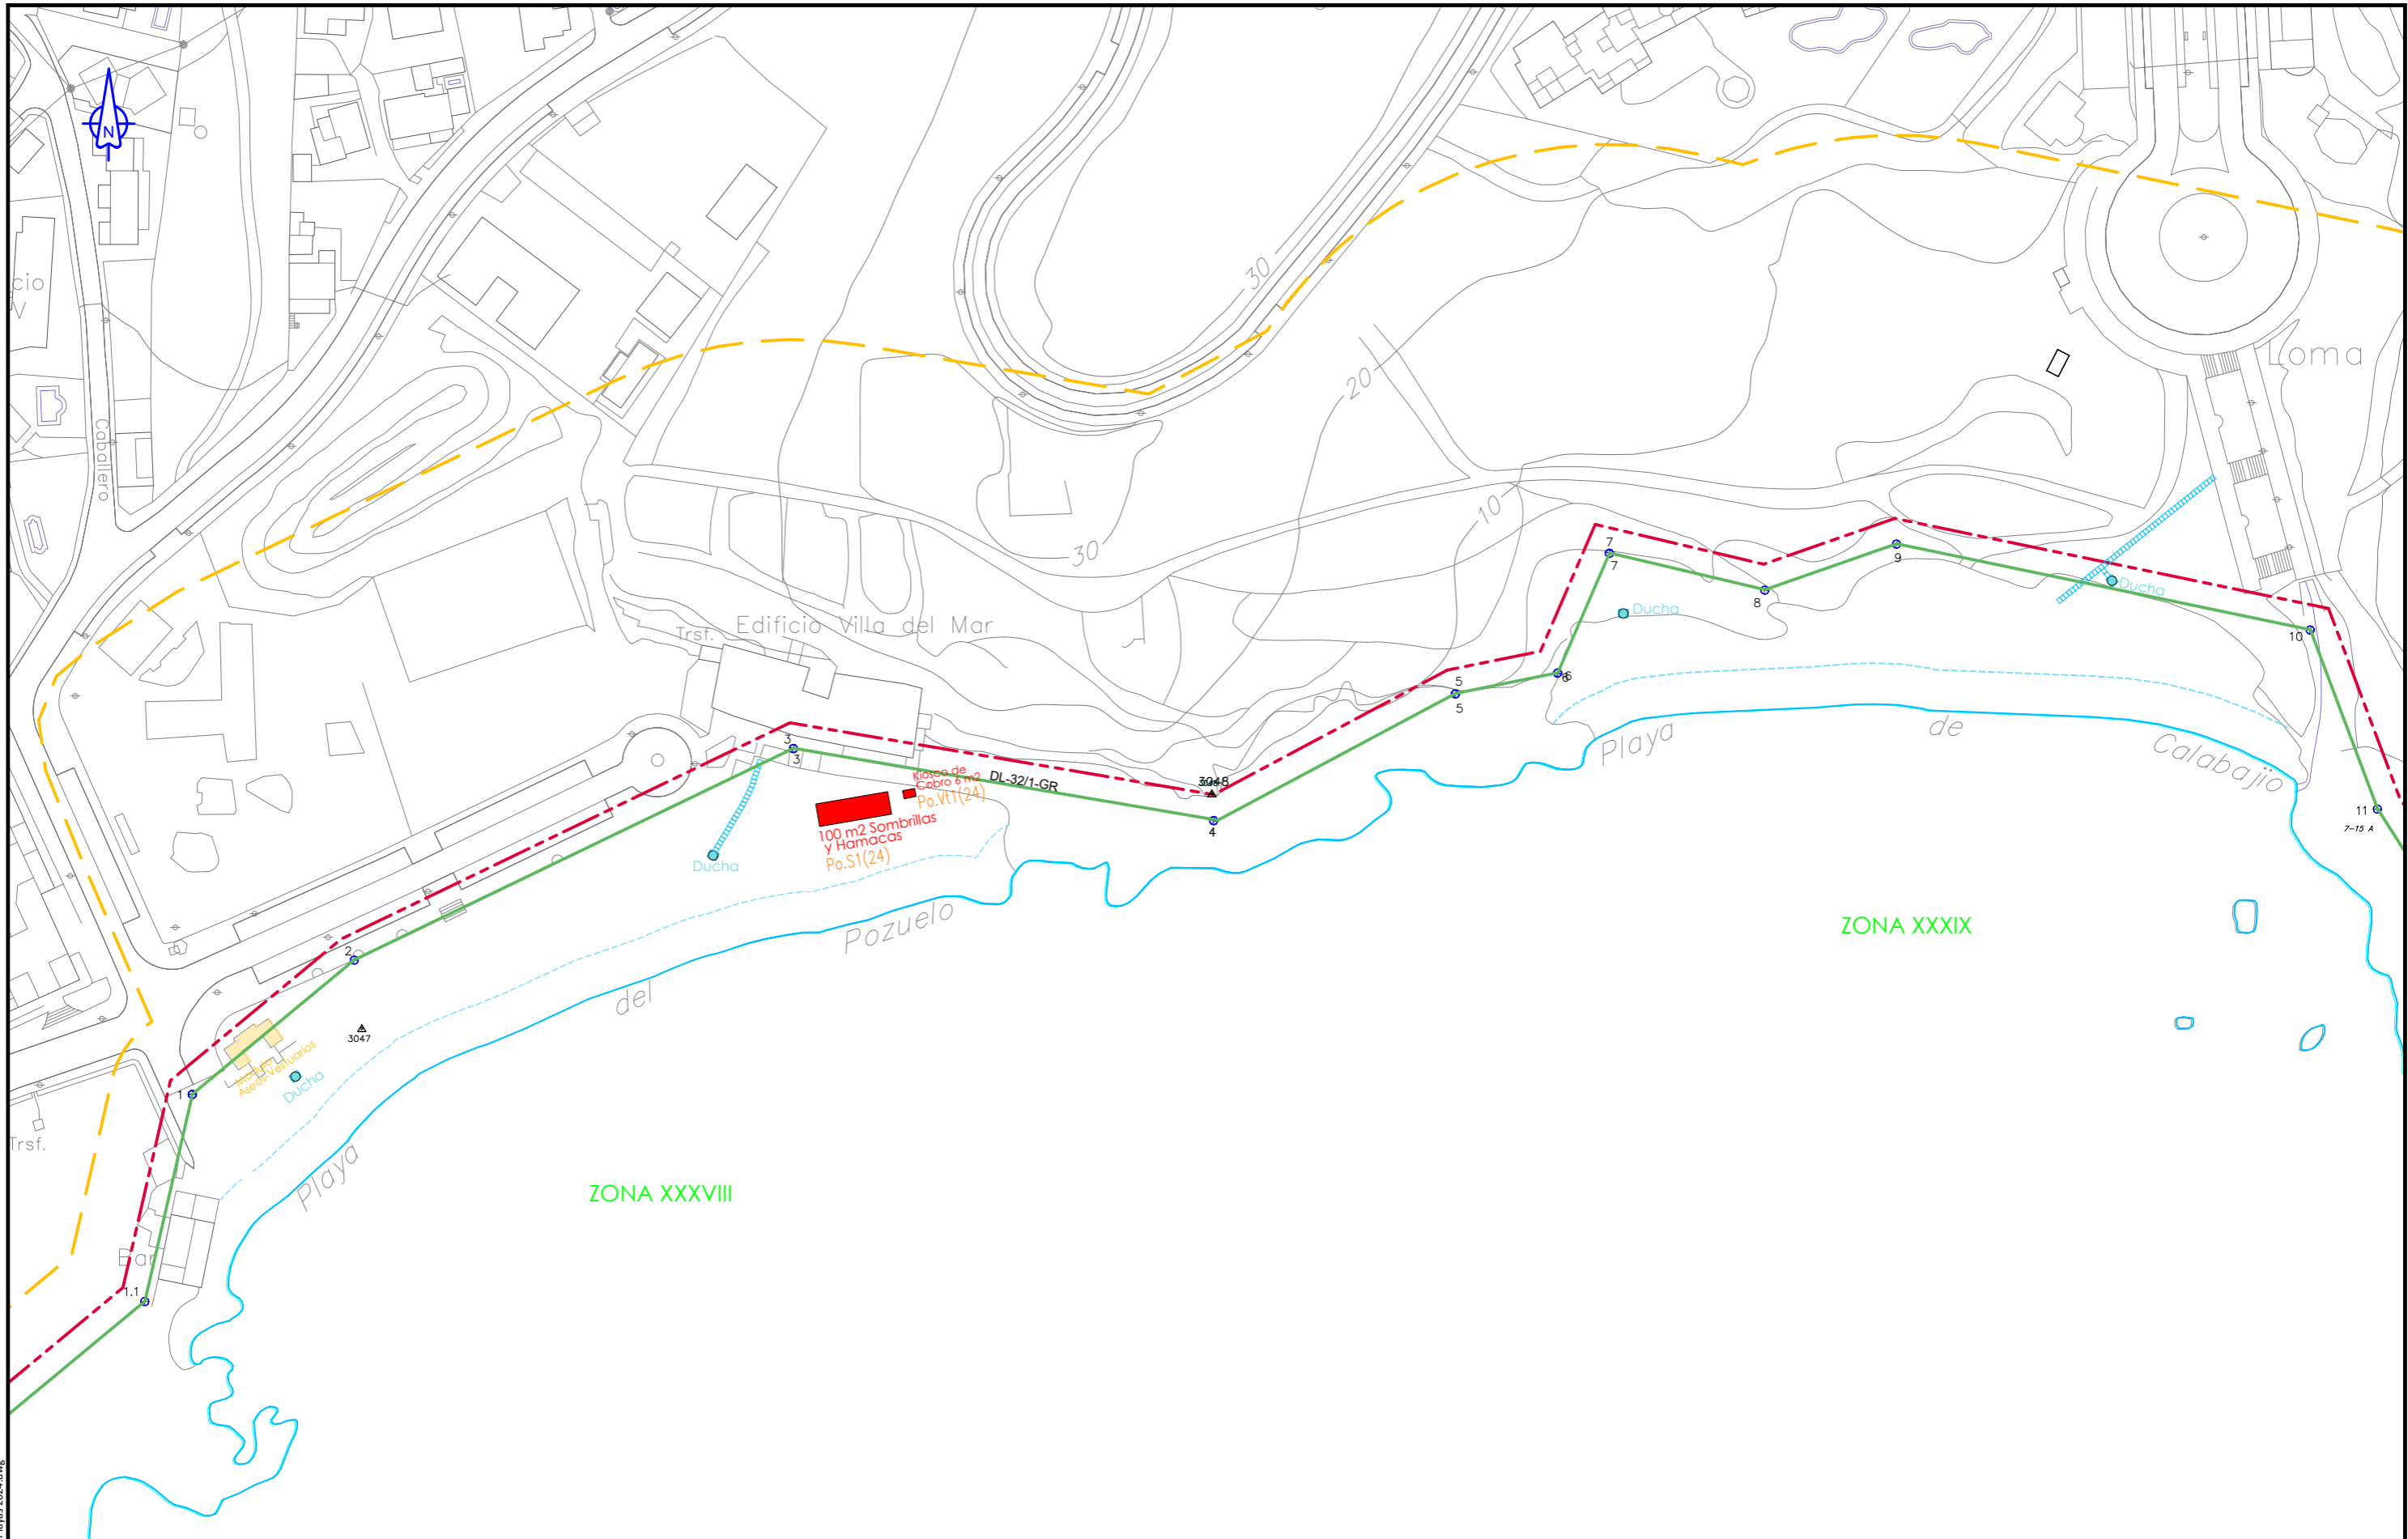 N
cio
V
30
20
Loma
Caballero
10
30
7
7
9
8
Ducha
Ducha
Trsf.
Edificio Villa del Mar
10
6
5
5
3
3
Playa
de
Calabajio
Kiosco de
Cobro 6 m2
Po.Vt1(24)
DL-32/1-GR
3048
4
11
7-15 A
100 m2 Sombrillas
y Hamacas
Po.S1(24)
Ducha
Pozuelo
ZONA XXXIX
2
del
3047
Modulo
Aseos-Vestuarios
Ducha
1
Trsf.
Playa
ZONA XXXVIII
Bar
1.1